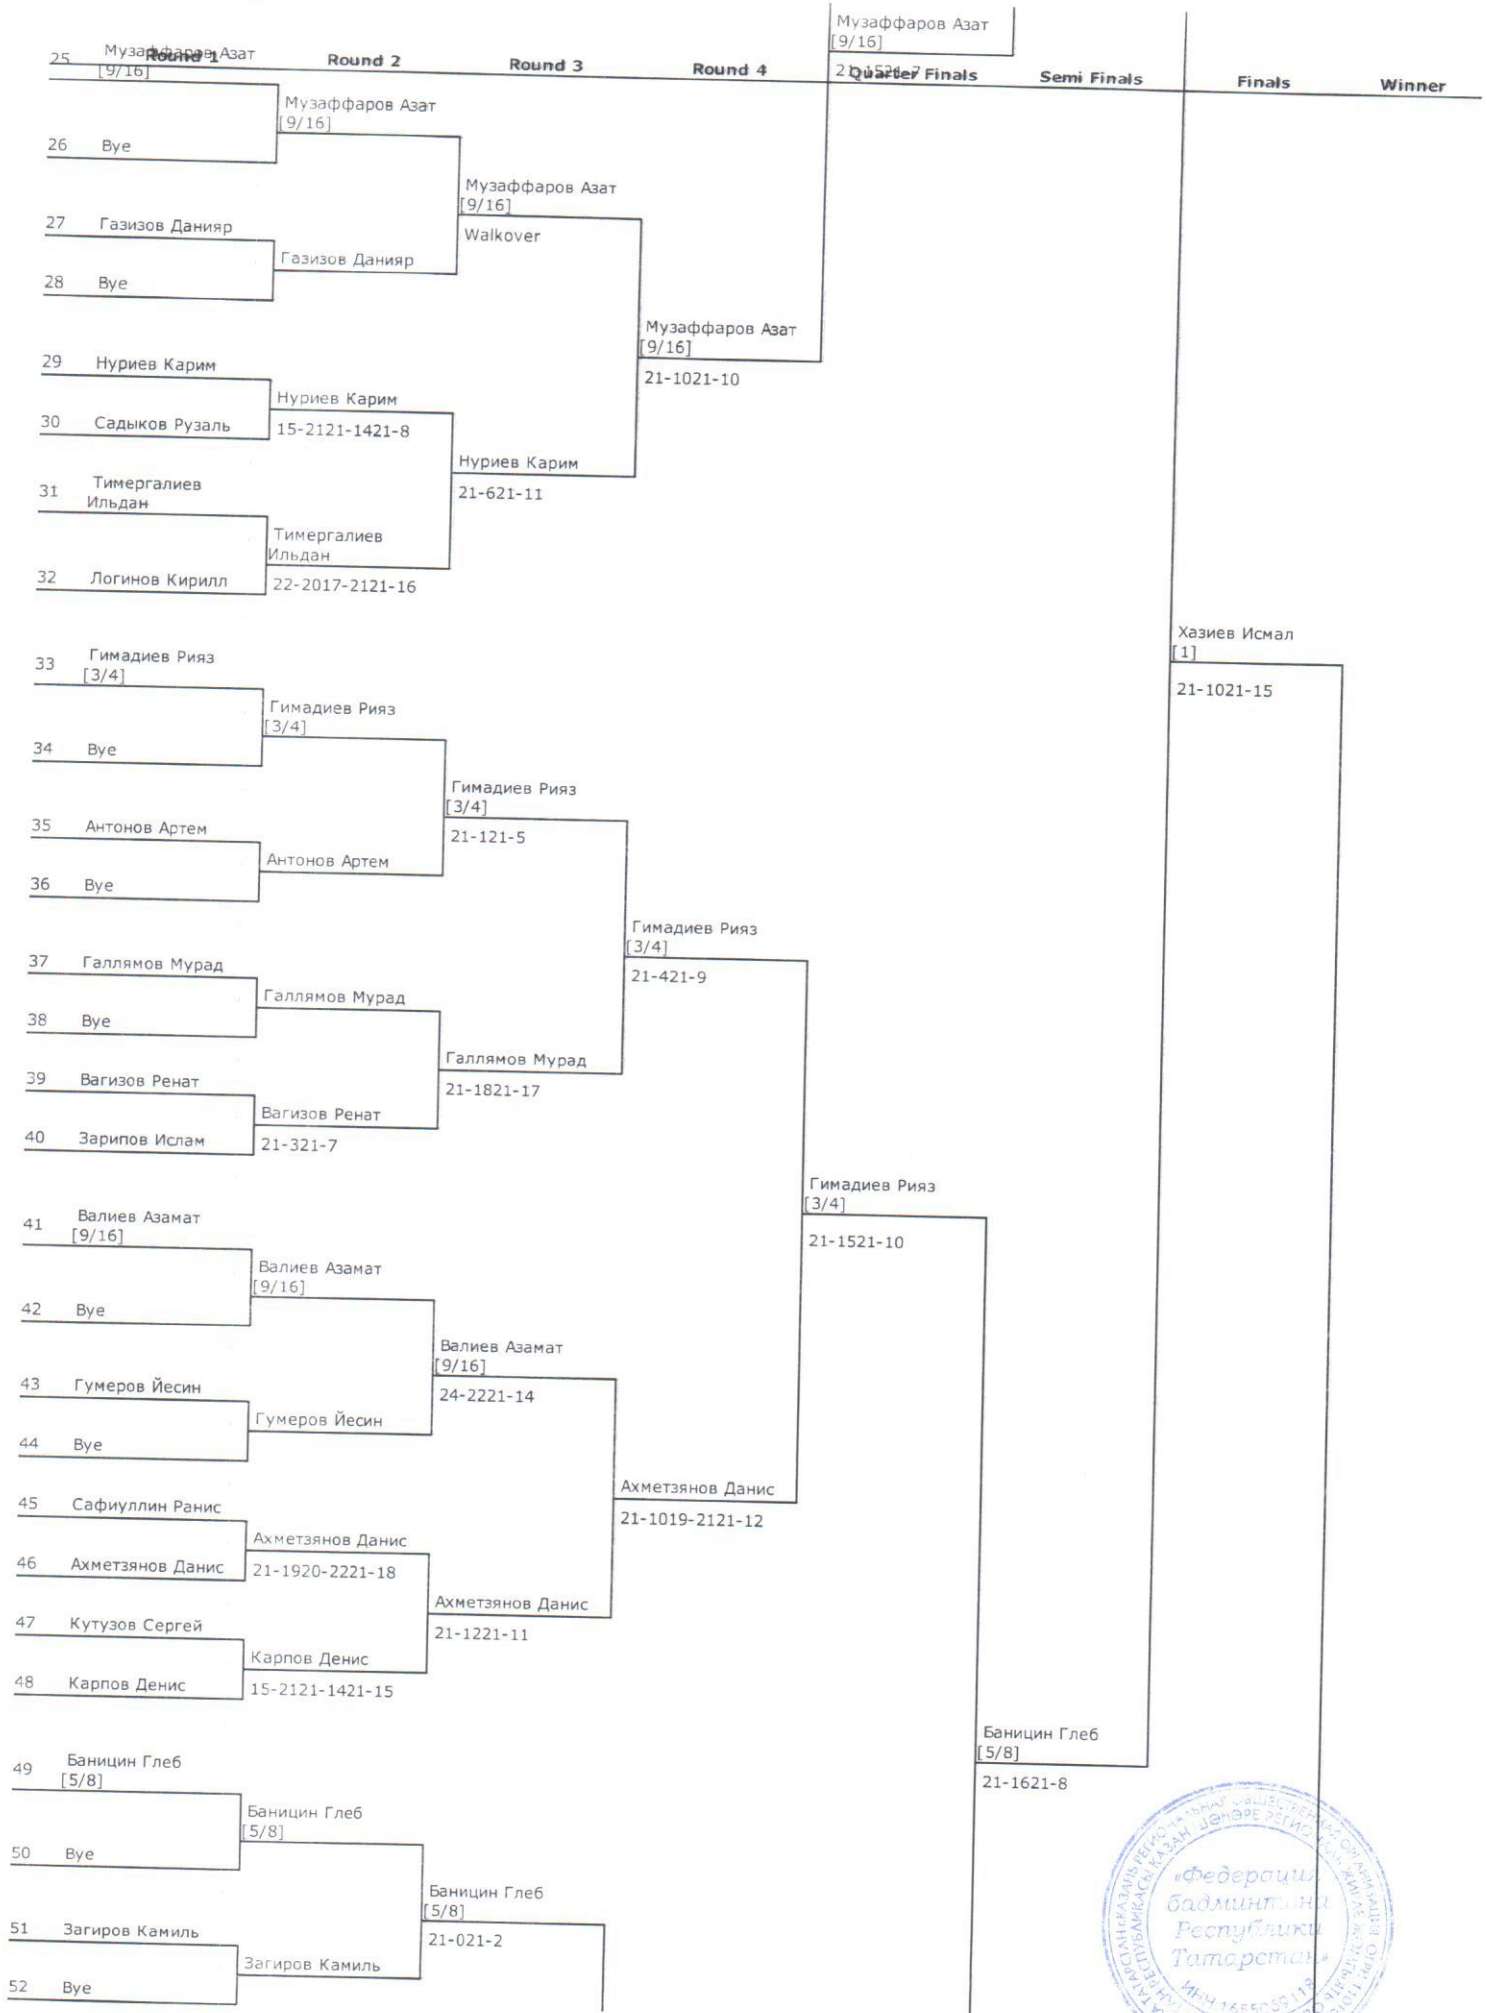 Музаффаров Азат
[9/16]
Round 1
Round 2
Round 3
Round 4
Quarter Finals
Semi Finals
Finals
Winner
25 Музаффаров Азат
[9/16]
21-1521-7
Музаффаров Азат
[9/16]
26 Bye
Музаффаров Азат
[9/16]
Walkover
27 Газизов Данияр
Газизов Данияр
28 Bye
Музаффаров Азат
[9/16]
21-1021-10
29 Нуриев Карим
Нуриев Карим
15-2121-1421-8
30 Садыков Рузаль
Нуриев Карим
21-621-11
31 Тимергалиев
Ильдан
Тимергалиев
Ильдан
22-2017-2121-16
32 Логинов Кирилл
Хазиев Исмал
[1]
21-1021-15
33 Гимадиев Рияз
[3/4]
Гимадиев Рияз
[3/4]
34 Bye
Гимадиев Рияз
[3/4]
21-121-5
35 Антонов Артем
Антонов Артем
36 Bye
Гимадиев Рияз
[3/4]
21-421-9
37 Галлямов Мурад
Галлямов Мурад
38 Bye
Галлямов Мурад
21-1821-17
39 Вагизов Ренат
Вагизов Ренат
21-321-7
40 Зарипов Ислам
Гимадиев Рияз
[3/4]
21-1521-10
41 Валиев Азамат
[9/16]
Валиев Азамат
[9/16]
42 Bye
Валиев Азамат
[9/16]
24-2221-14
43 Гумеров Йесин
Гумеров Йесин
44 Bye
Ахметзянов Данис
21-1019-2121-12
45 Сафиуллин Ранис
Ахметзянов Данис
21-1920-2221-18
46 Ахметзянов Данис
Ахметзянов Данис
21-1221-11
47 Кутузов Сергей
Карпов Денис
15-2121-1421-15
48 Карпов Денис
Баницин Глеб
[5/8]
21-1621-8
49 Баницин Глеб
[5/8]
Баницин Глеб
[5/8]
50 Bye
Баницин Глеб
[5/8]
21-021-2
51 Загиров Камиль
Загиров Камиль
52 Bye
«Федерация
бадминтона
Республики
Татарстан»